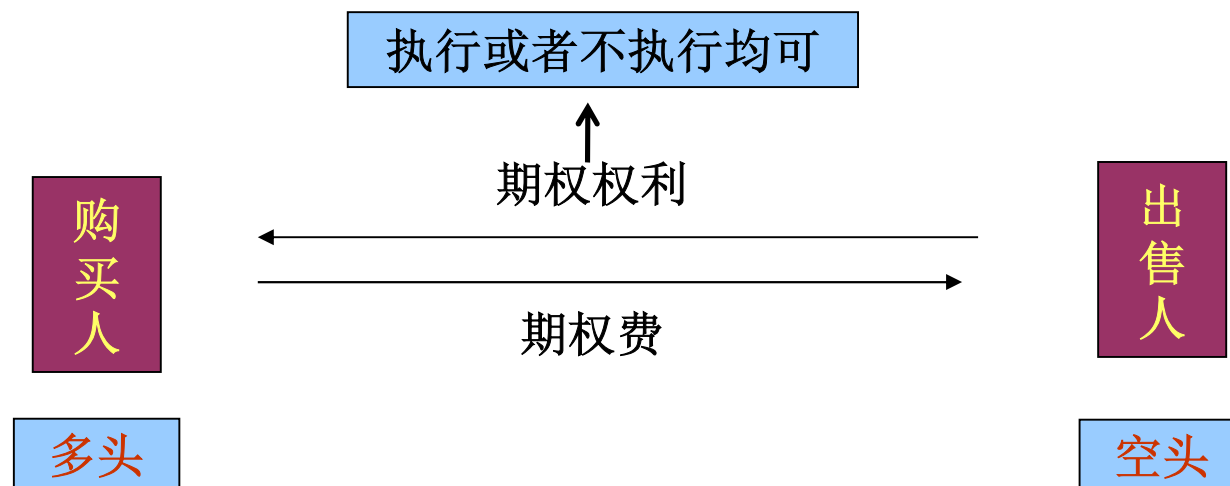 执行或者不执行均可
期权权利
购买人
出售人
期权费
多头
空头